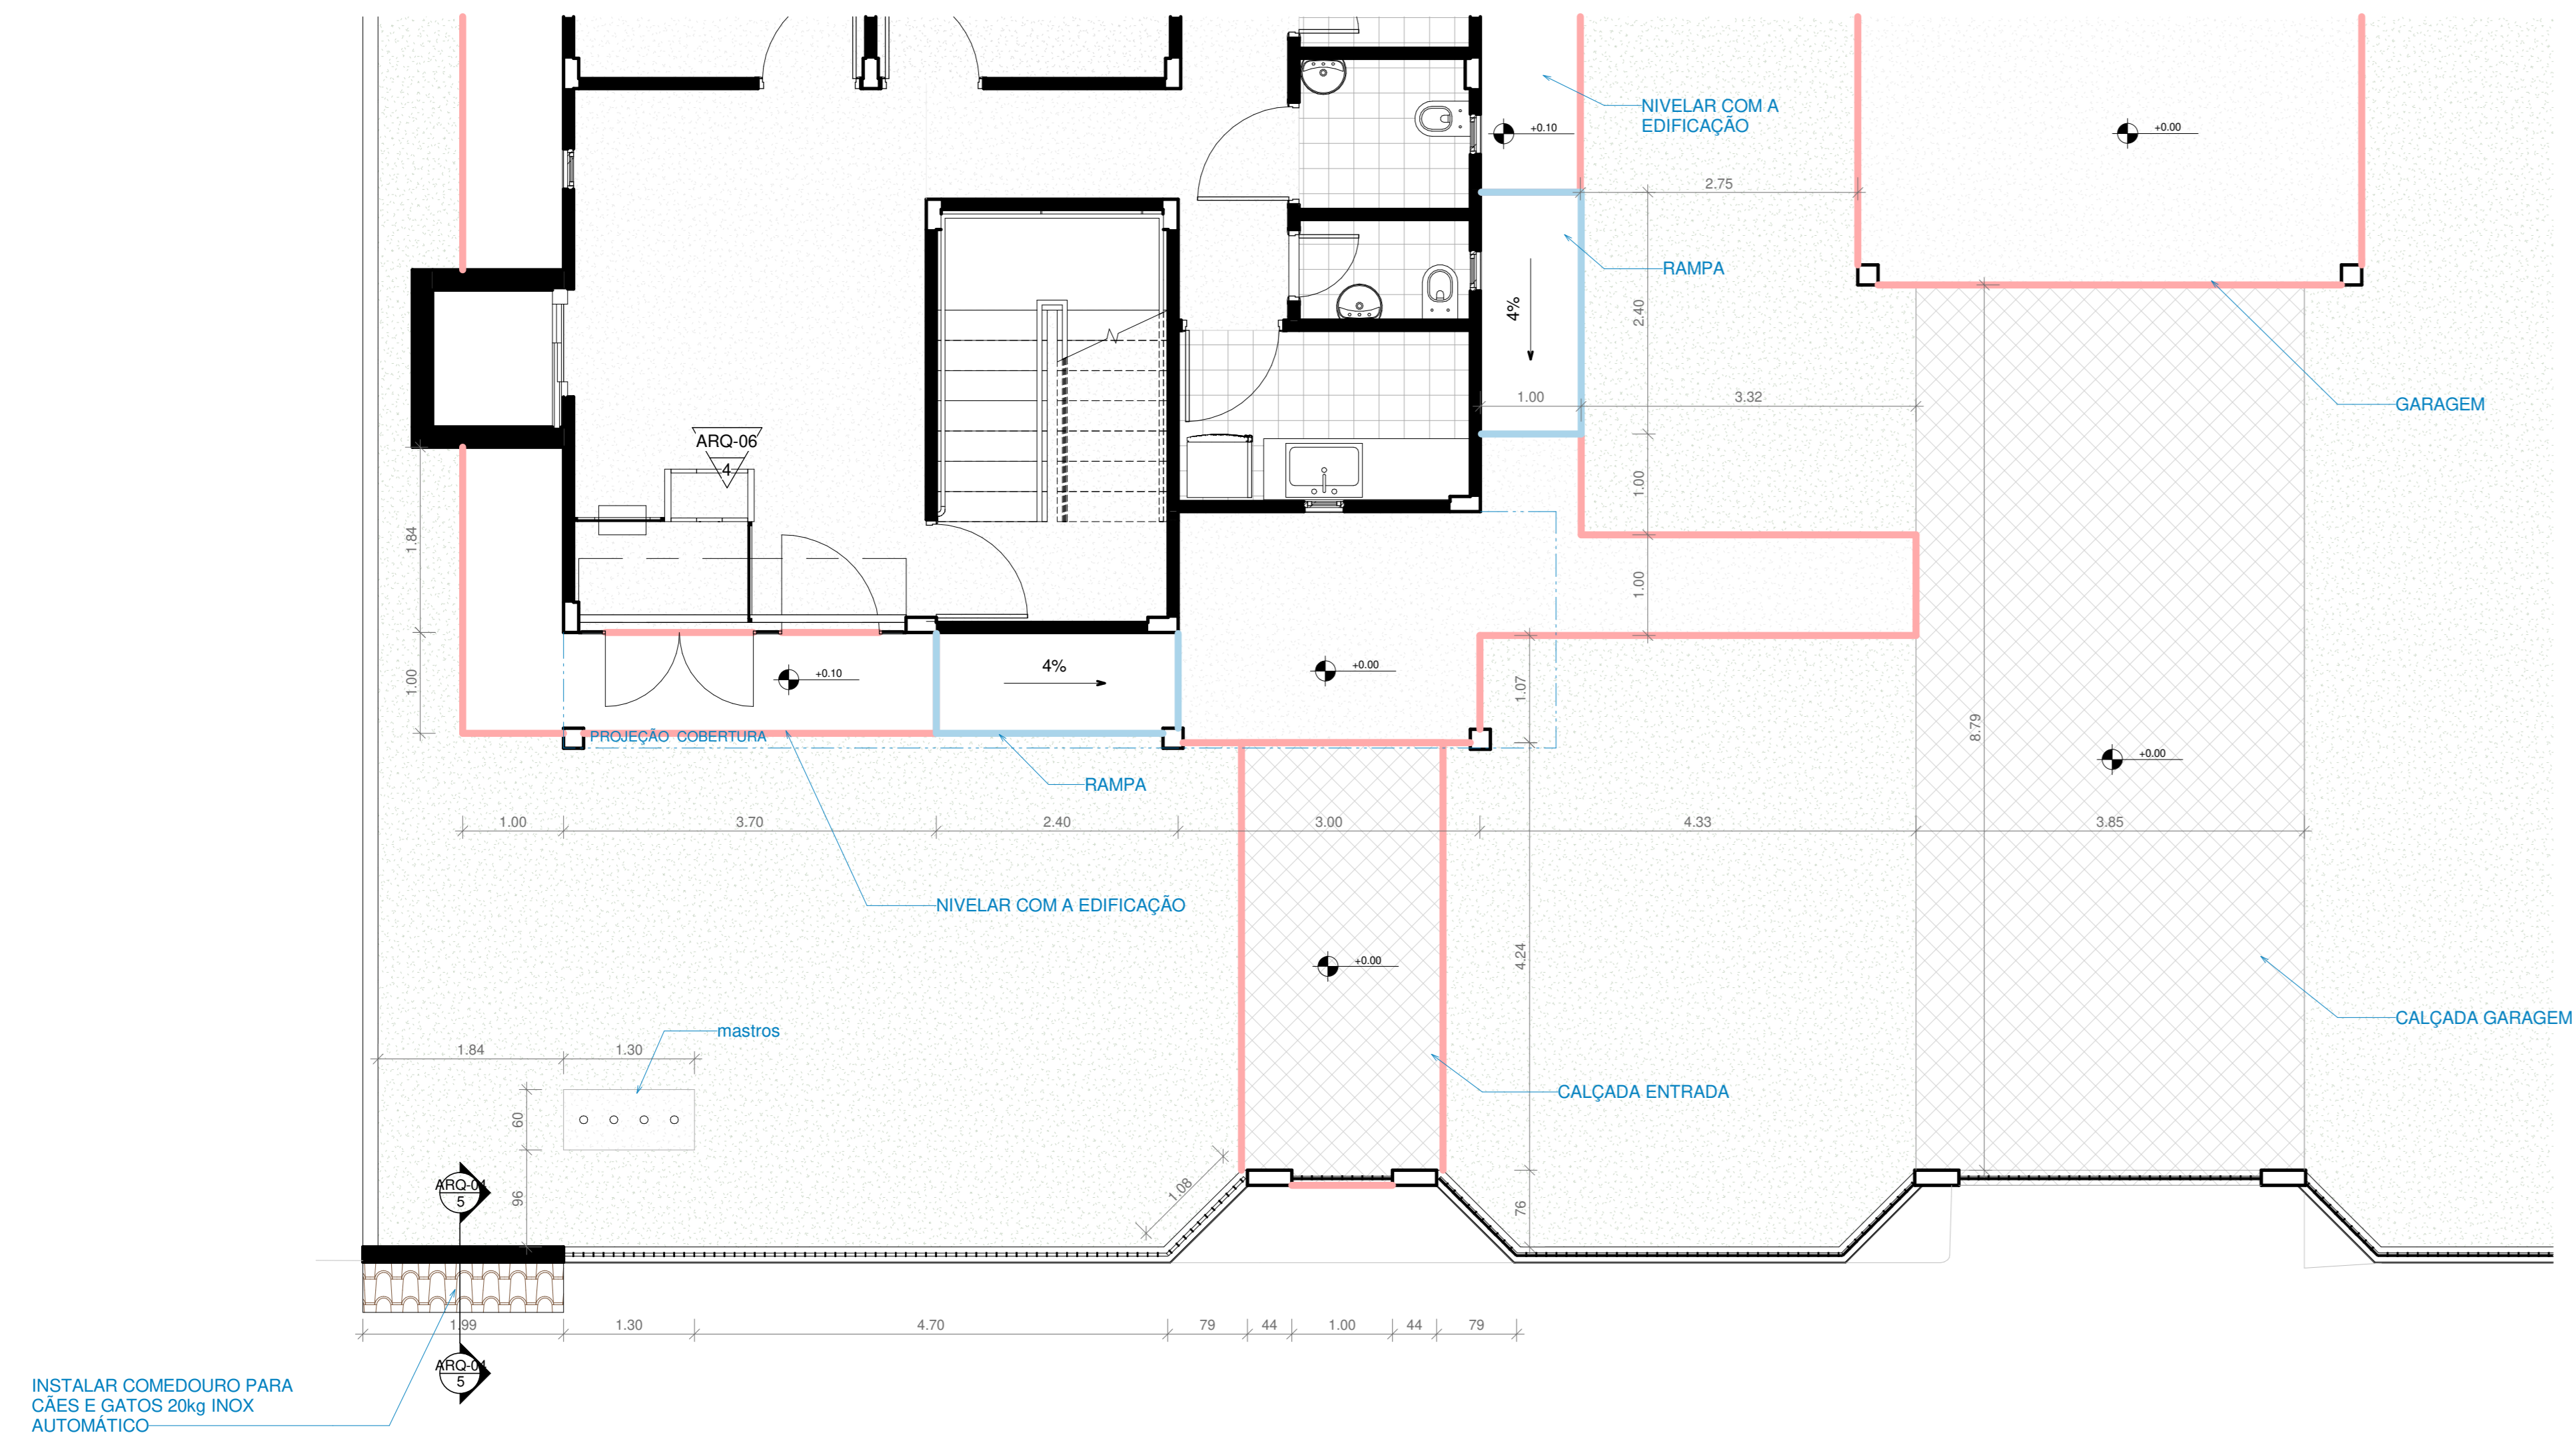 NIVELAR COM A
EDIFICAÇÃO
+0.10
+0.00
2.75
RAMPA
4%
2.40
1.00
3.32
GARAGEM
ARQ-06
4
1.00
1.84
1.00
+0.10
4%
+0.00
1.07
1.00
8.79
+0.00
PROJEÇÃO COBERTURA
RAMPA
1.00
3.70
2.40
3.00
4.33
3.85
NIVELAR COM A EDIFICAÇÃO
4.24
+0.00
CALÇADA GARAGEM
mastros
1.84
1.30
CALÇADA ENTRADA
60
96
1.08
76
ARQ-04
5
1.99
1.30
4.70
79
44
1.00
44
79
ARQ-04
5
INSTALAR COMEDOURO PARA
CÃES E GATOS 20kg INOX
AUTOMÁTICO